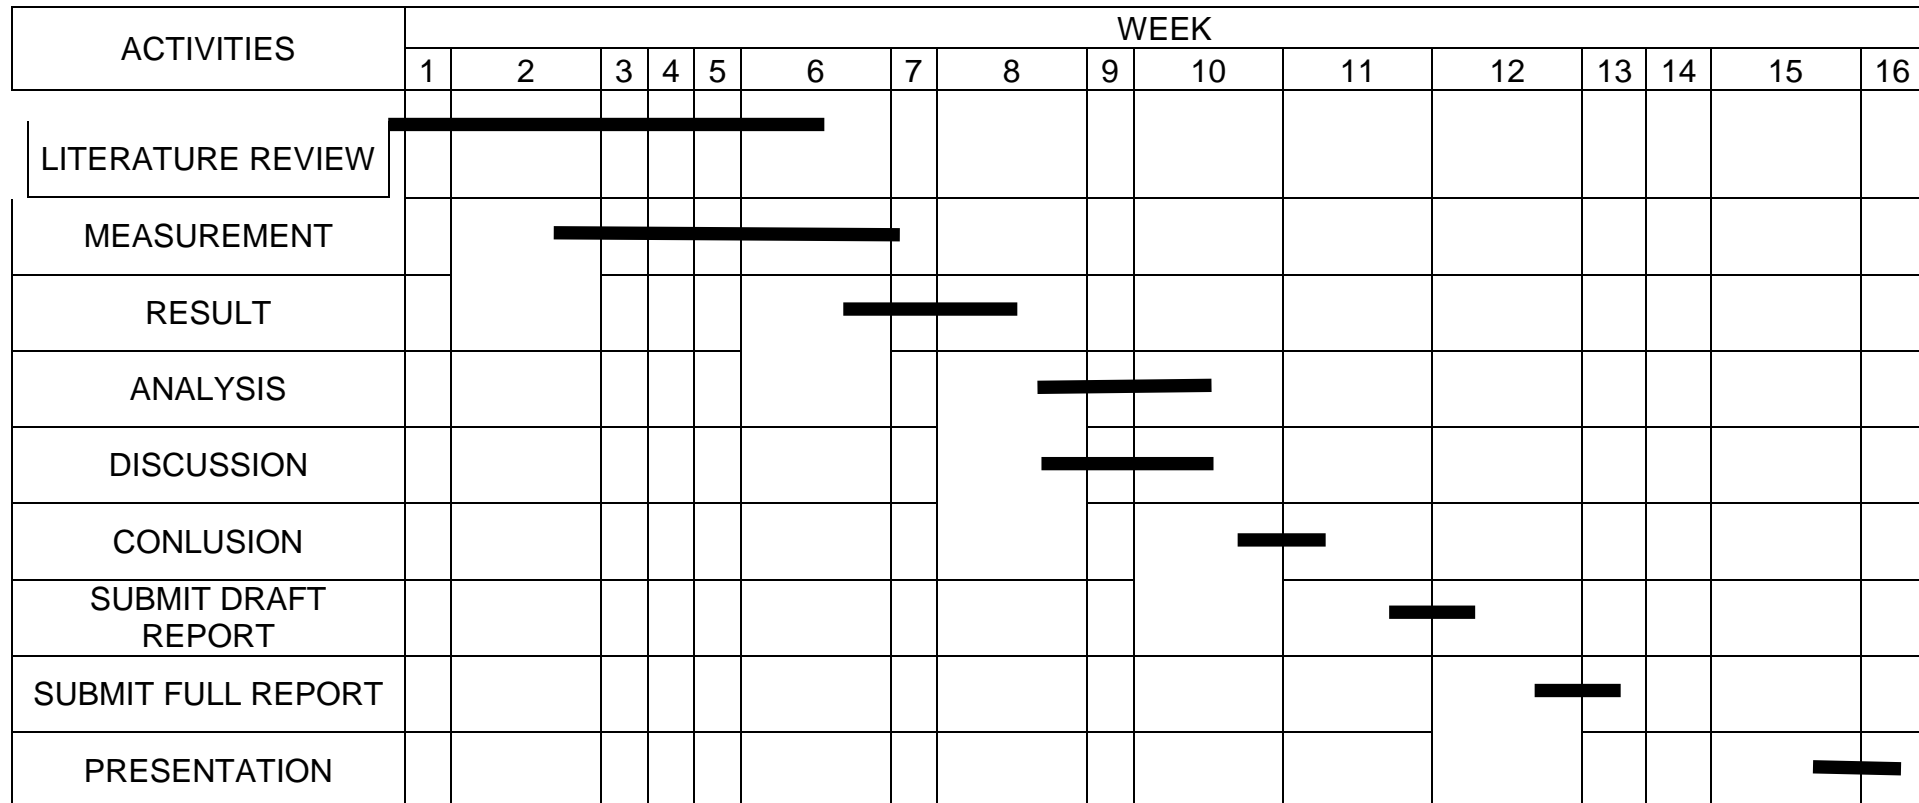 ACTIVITIES
WEEK
1 2 3 4 5 6 7 8 9 10 11 12 13 14 15 16
LITERATURE REVIEW
MEASUREMENT
RESULT
ANALYSIS
DISCUSSION
CONLUSION
SUBMIT DRAFT
REPORT
SUBMIT FULL REPORT
PRESENTATION